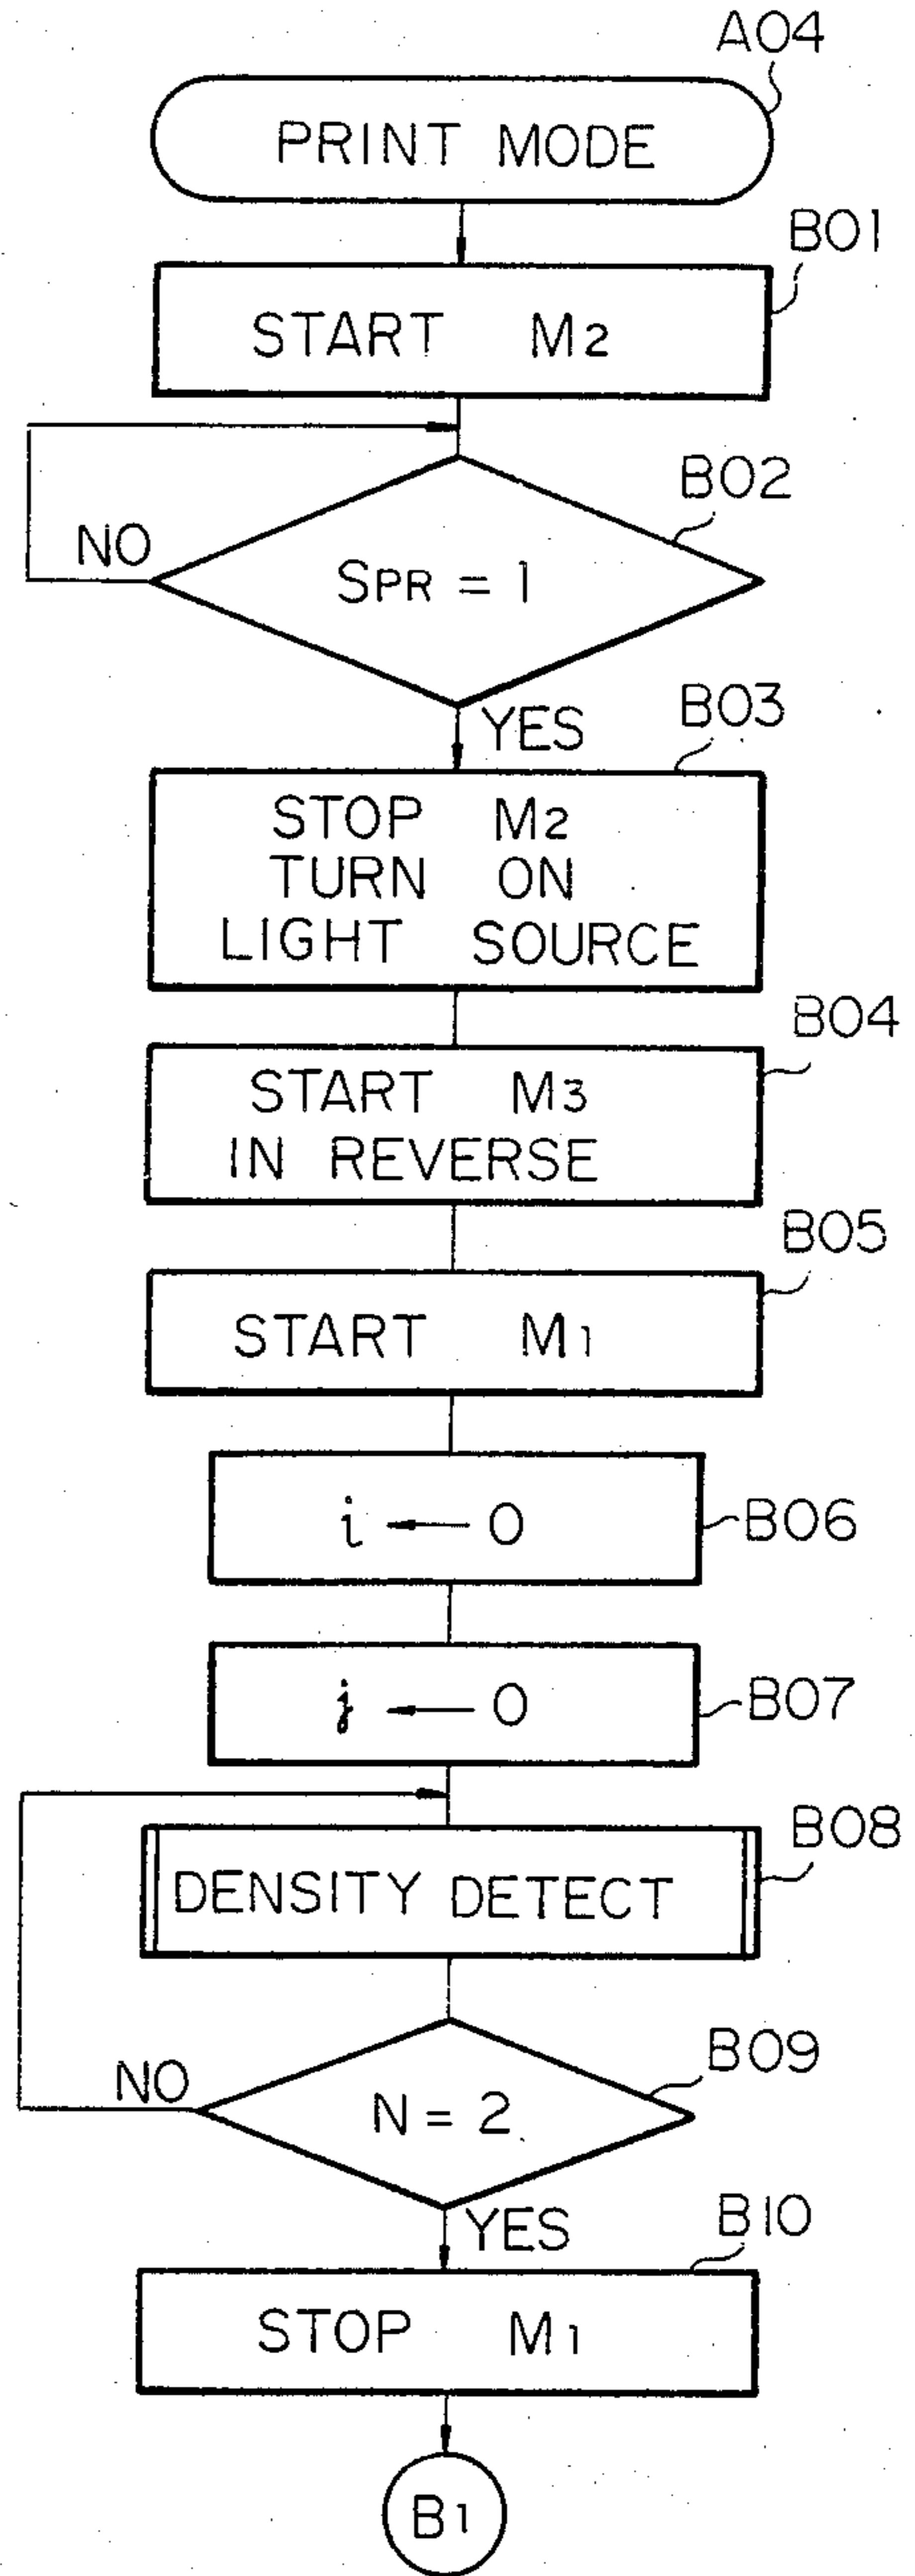 A04
PRINT MODE
B01
START M2
B02
NO
SPR = 1
YES
B03
STOP M2
TURN ON
LIGHT SOURCE
B04
START M3
IN REVERSE
B05
START M1
i ← 0
B06
j ← 0
B07
B08
DENSITY DETECT
B09
NO
N = 2
YES
B10
STOP M1
B1